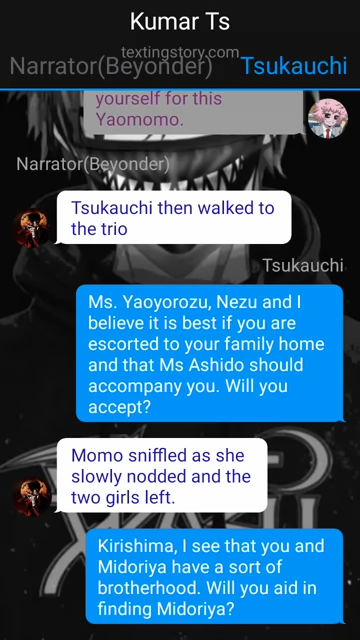 Kumar Ts
textingstory.com
Narrator(Beyonder)
Tsukauchi
yourself for this
Yaomomo.
Narrator(Beyonder)
Tsukauchi then walked to
the trio
Tsukauchi
Ms. Yaoyorozu, Nezu and I
believe it is best if you are
escorted to your family home
and that Ms Ashido should
accompany you. Will you
accept?
Momo sniffled as she
slowly nodded and the
two girls left.
Kirishima, I see that you and
Midoriya have a sort of
brotherhood. Will you aid in
finding Midoriya?